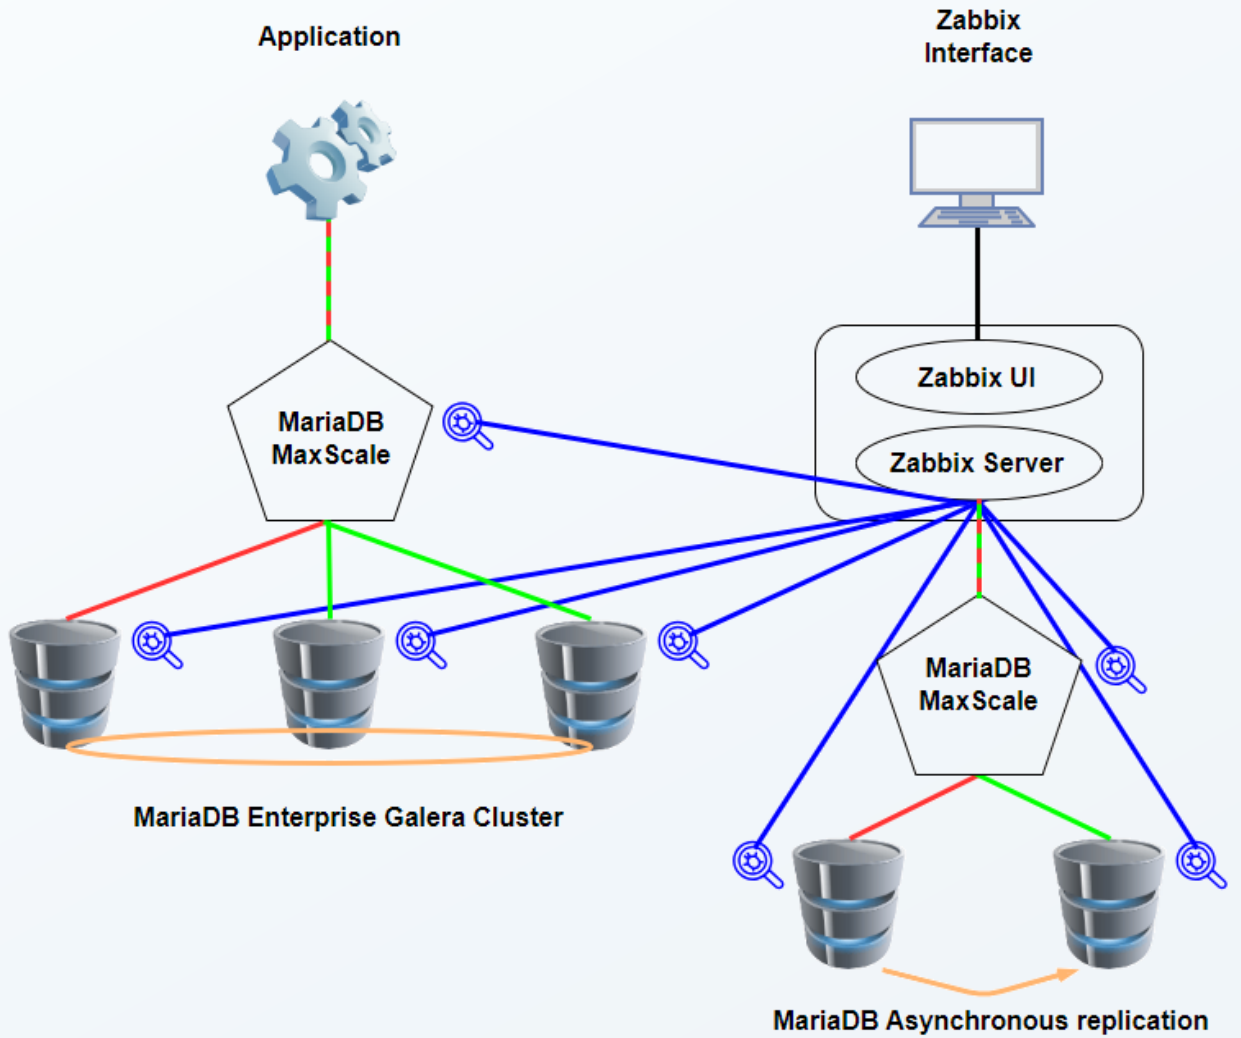 Application
Zabbix
Interface
Zabbix UI
MariaDB
MaxScale
Zabbix Server
MariaDB
MaxScale
MariaDB Enterprise Galera Cluster
MariaDB Asynchronous replication